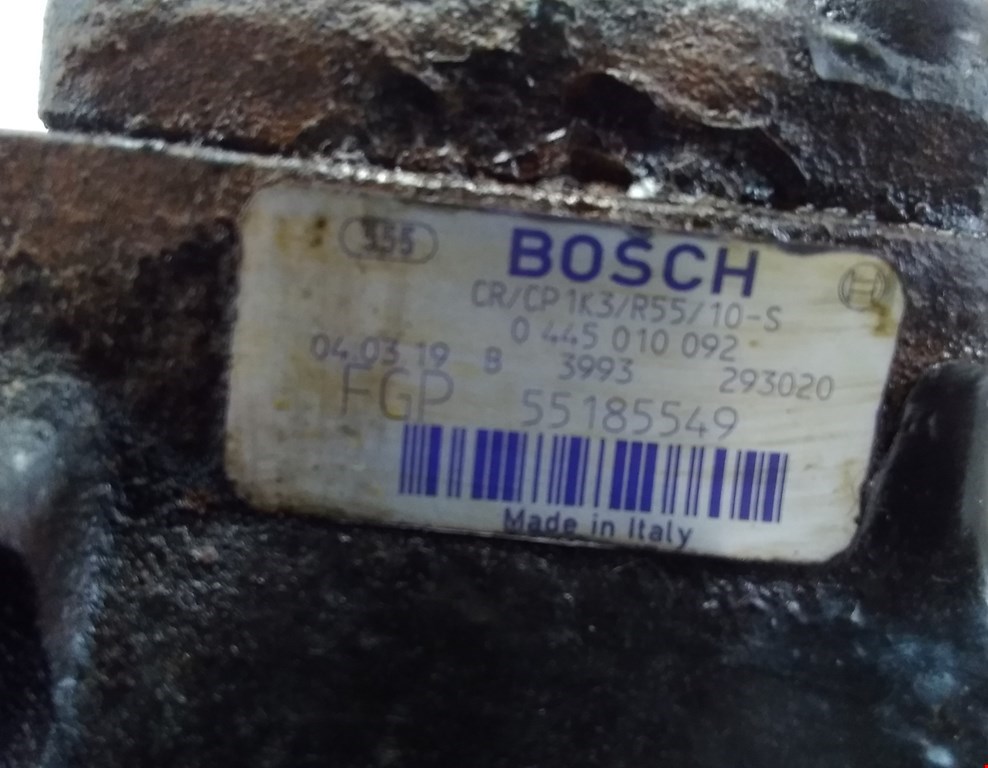 355 BOSCH
CR/CP1K3/R55/10-S
0 445 010 092
04.03.19 B 3993 293020
FGP 55185549
Made in Italy